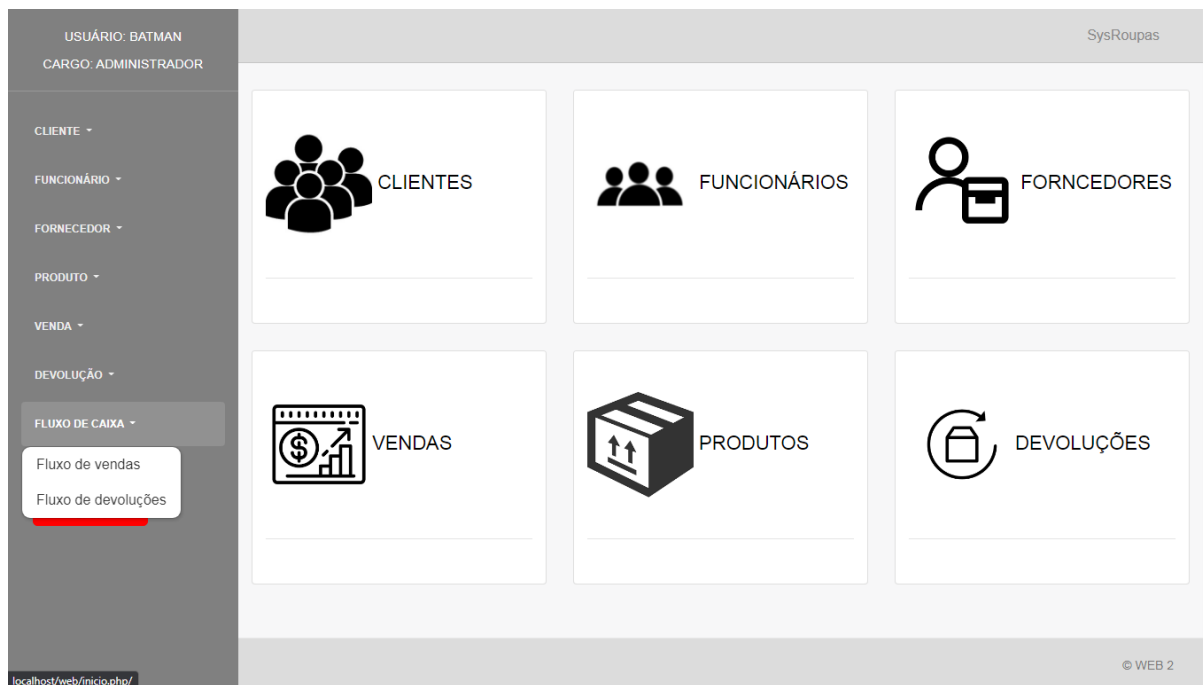 USUÁRIO: BATMAN
CARGO: ADMINISTRADOR
SysRoupas
CLIENTE
FUNCIONÁRIO
FORNECEDOR
PRODUTO
VENDA
DEVOLUÇÃO
FLUXO DE CAIXA
Fluxo de vendas
Fluxo de devoluções
CLIENTES
FUNCIONÁRIOS
FORNCEDORES
$
VENDAS
PRODUTOS
DEVOLUÇÕES
© WEB 2
localhost/web/inicio.php/